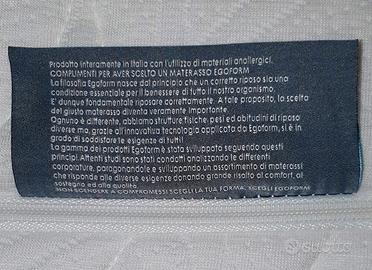 Prodotto interamente in Italia con l'utilizzo di materiali anallergici.
COMPLIMENTI PER AVER SCELTO UN MATERASSO EGOFORM
La filosofia Egoform nasce dal principio che un corretto riposo sia una
condizione essenziale per il benessere di tutto il nostro organismo.
E' dunque fondamentale riposare correttamente. A tale proposito, la scelta
del giusto materasso diventa veramente importante.
Ognuno è differente, abbiamo strutture fisiche, pesi ed abitudini di riposo
diverse ma, grazie all'innovativa tecnologia applicata da Egoform, si è in
grado di soddisfare le esigenze di tutti!
La gamma dei prodotti Egoform è stata sviluppata seguendo questi
principi. Attenti studi sono stati condotti analizzando le differenti
corporature, paragonandole e sviluppando un assortimento di materassi
che risponde alle diverse esigenze donando grande risalto al comfort, al
sostegno ed alla qualità.
NON SCENDERE A COMPROMESSI SCEGLI LA TUA FORMA, SCEGLI EGOFORM
SUBITO